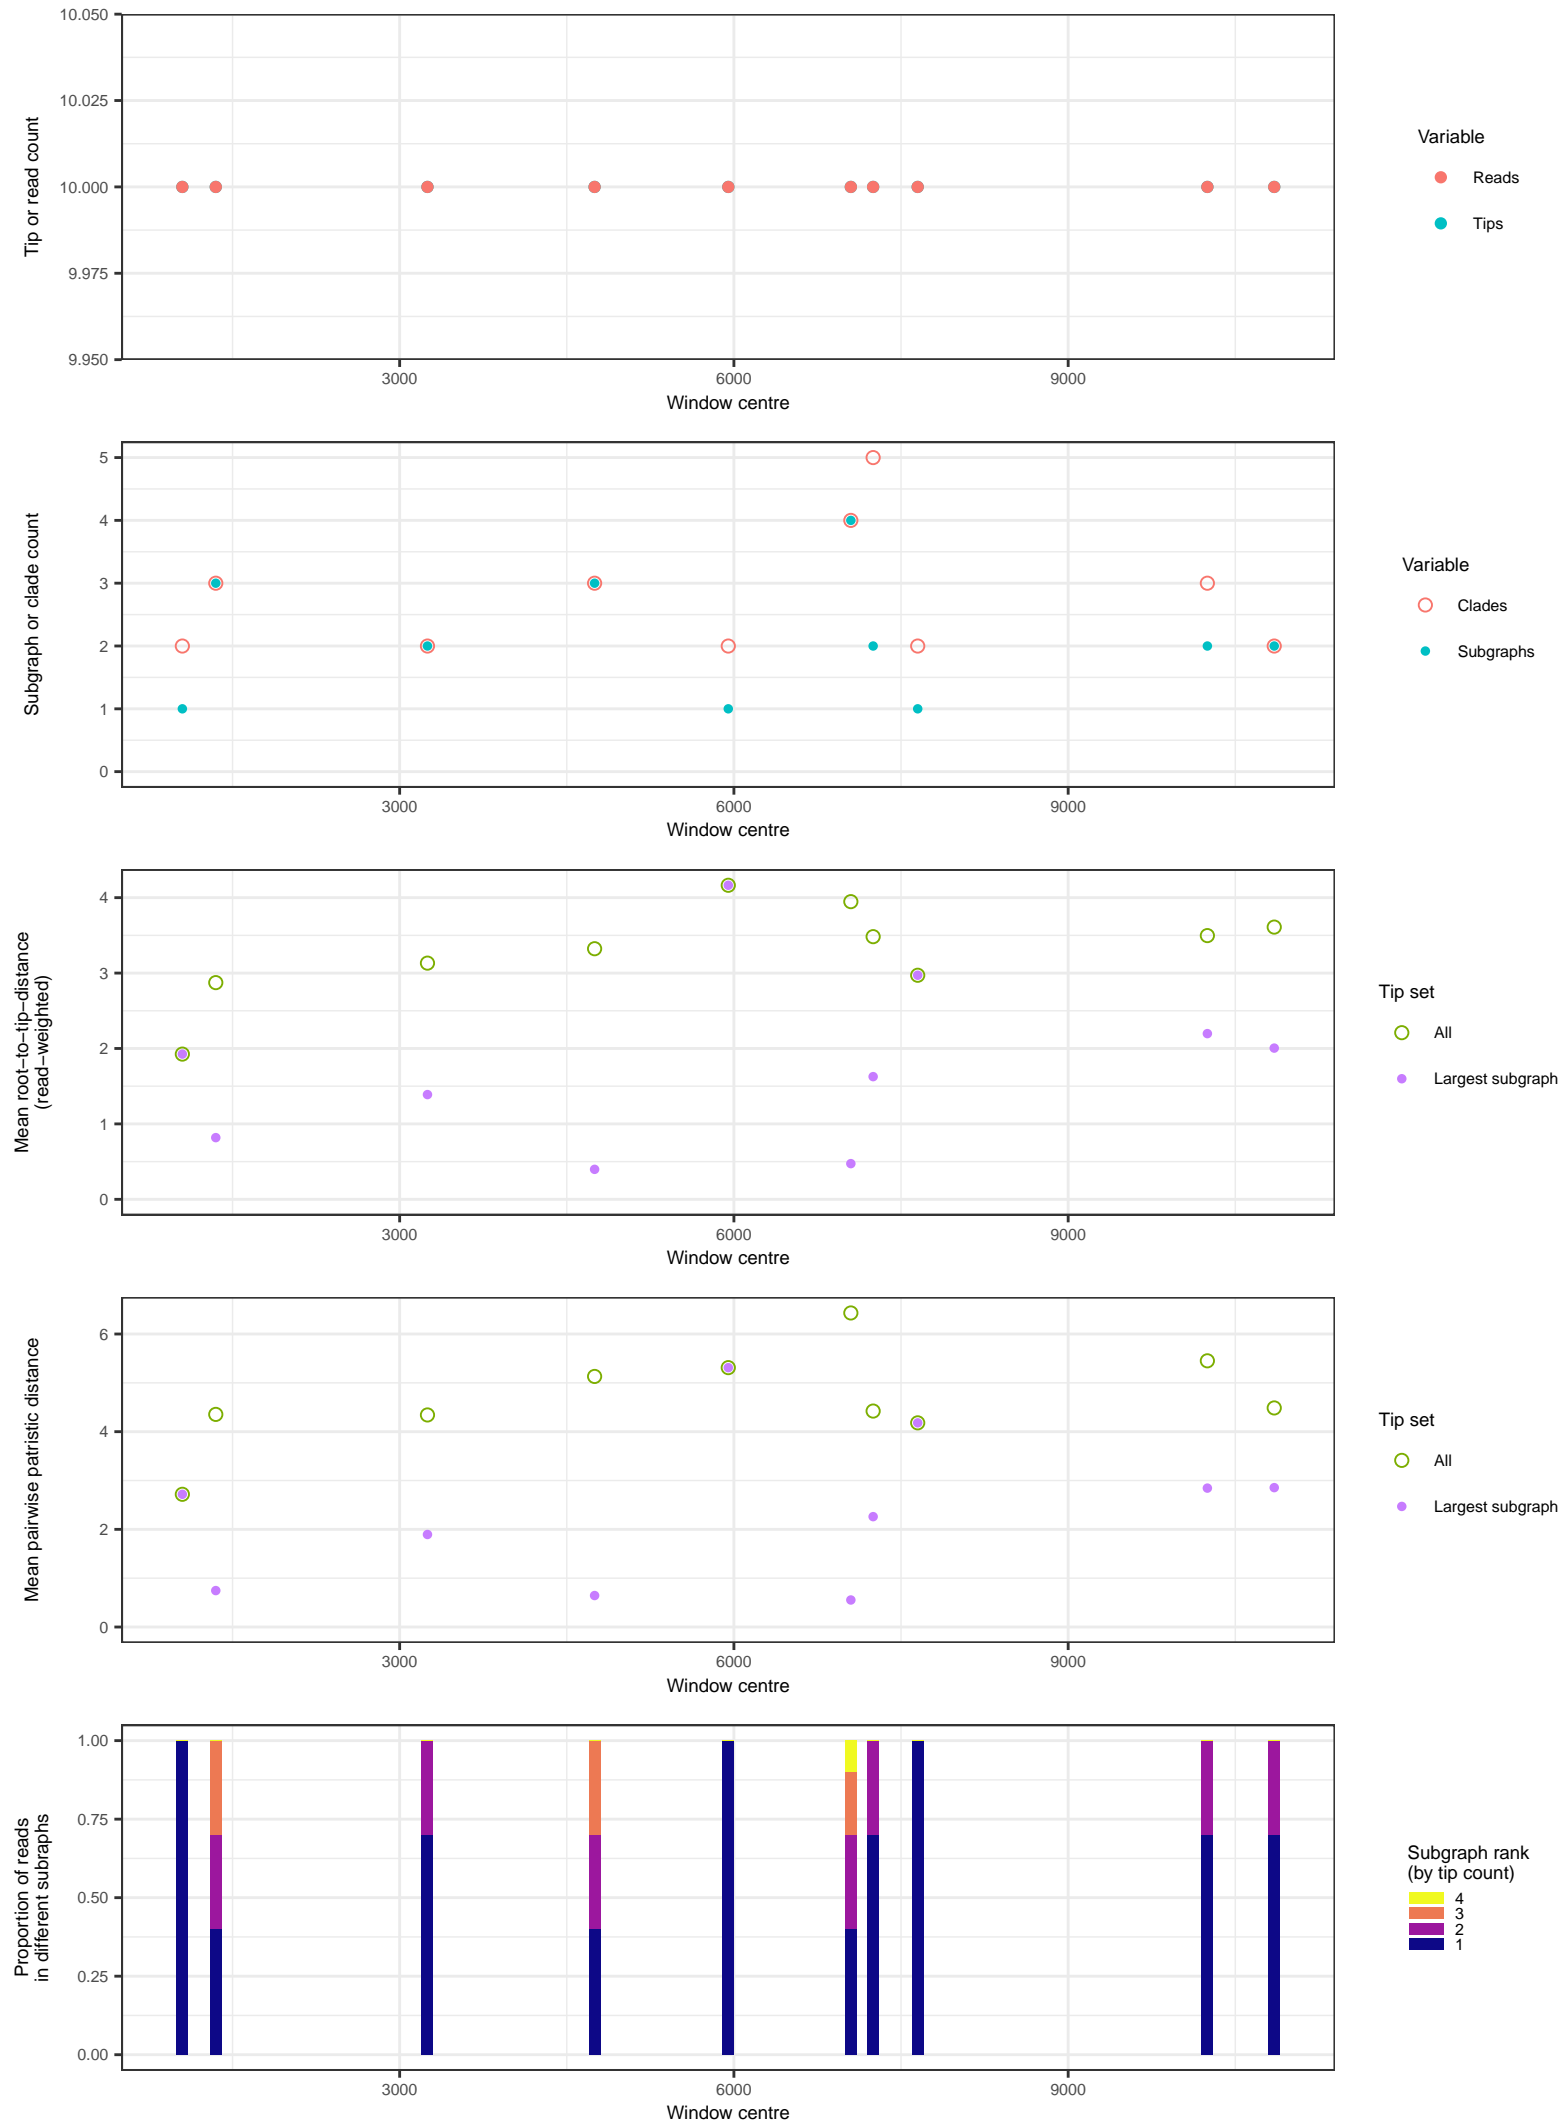 10.050
10.025
10.000
9.975
9.950
Tip or read count
3000 6000 9000
Window centre
Variable
Reads
Tips
5
4
3
2
1
0
Subgraph or clade count
3000 6000 9000
Window centre
Variable
Clades
Subgraphs
4
3
2
1
0
Mean root−to−tip−distance
(read−weighted)
3000 6000 9000
Window centre
Tip set
All
Largest subgraph
6
4
2
0
Mean pairwise patristic distance
3000 6000 9000
Window centre
Tip set
All
Largest subgraph
1.00
0.75
0.50
0.25
0.00
Proportion of reads
in different subraphs
3000 6000 9000
Window centre
Subgraph rank
(by tip count)
4
3
2
1